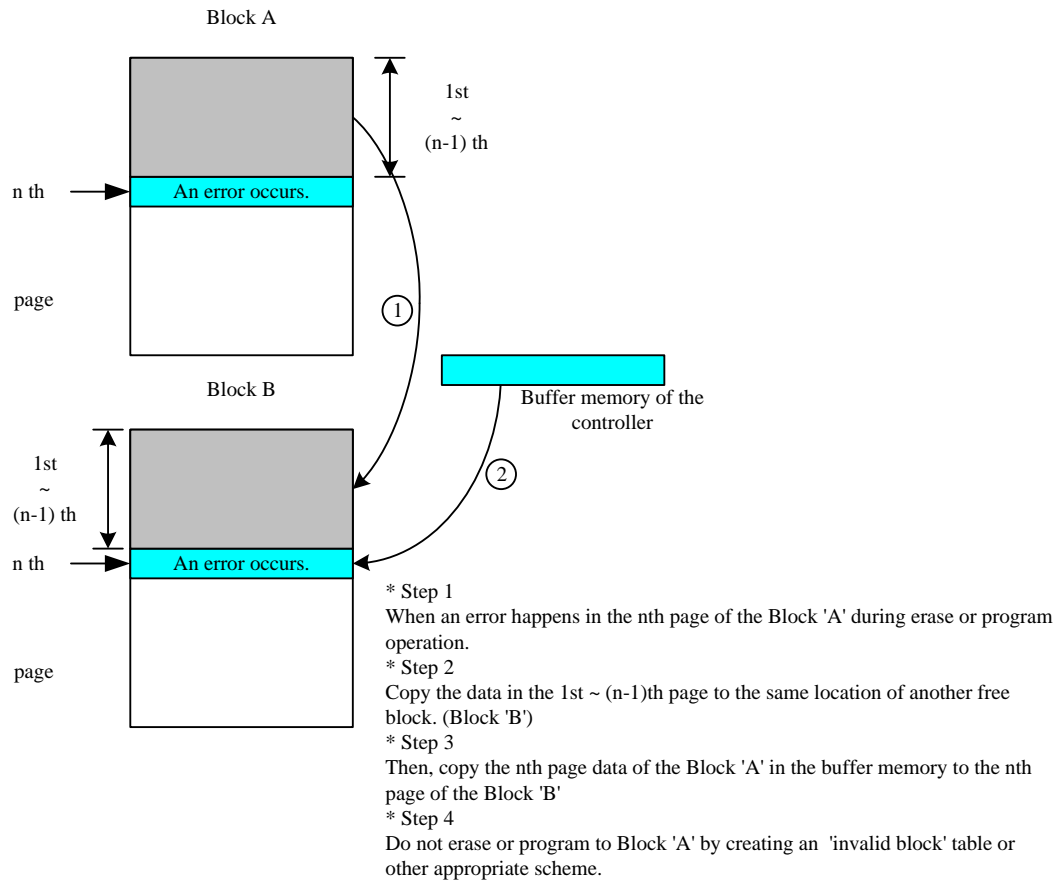 Block A
1st
~
(n-1) th
n th
An error occurs.
page
1
Block B
Buffer memory of the
controller
1st
~
(n-1) th
2
n th
An error occurs.
page
* Step 1
When an error happens in the nth page of the Block 'A' during erase or program
operation.
* Step 2
Copy the data in the 1st ~ (n-1)th page to the same location of another free
block. (Block 'B')
* Step 3
Then, copy the nth page data of the Block 'A' in the buffer memory to the nth
page of the Block 'B'
* Step 4
Do not erase or program to Block 'A' by creating an 'invalid block' table or
other appropriate scheme.